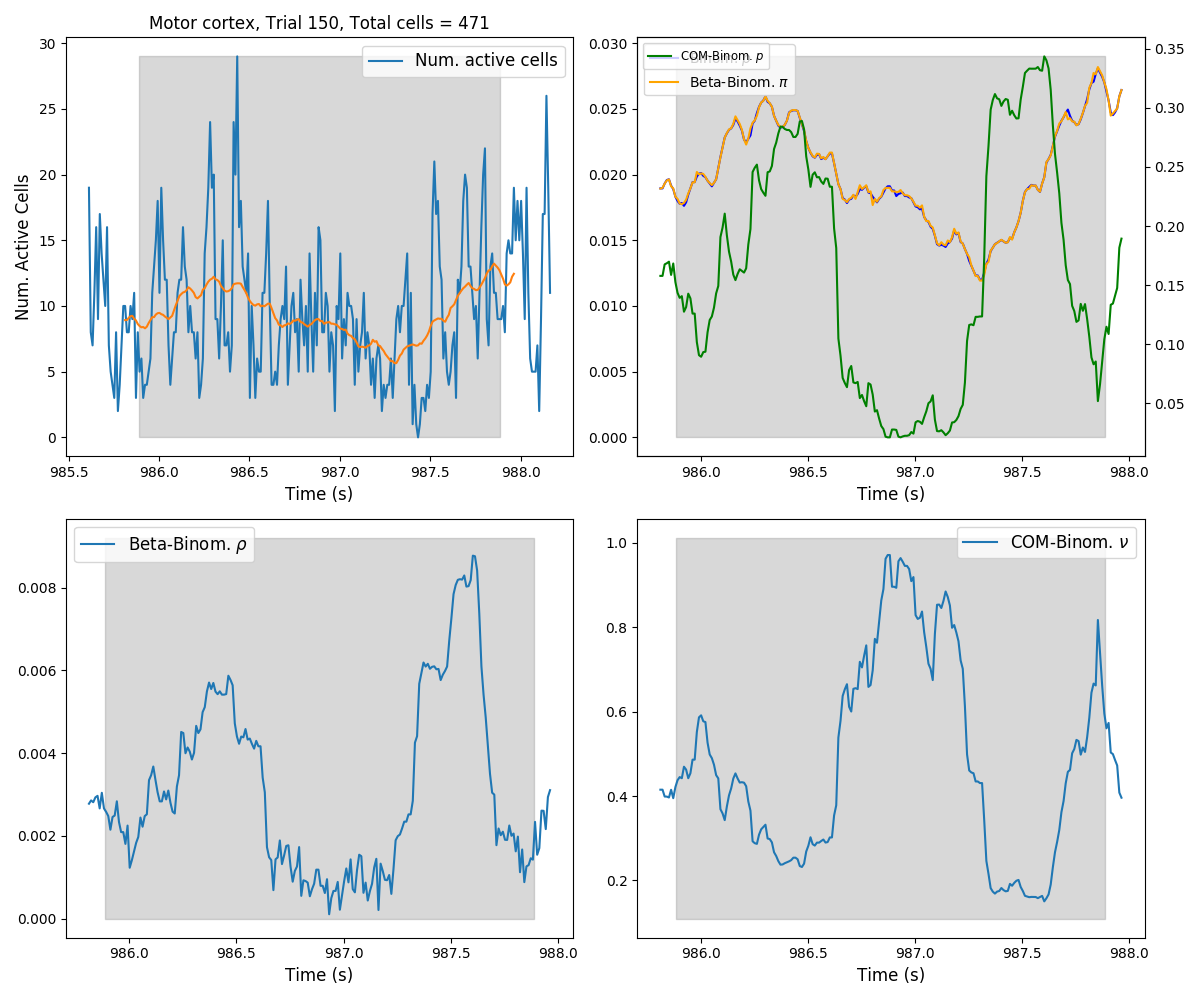 Motor cortex, Trial 150, Total cells = 471
Num. active cells
Num. Active Cells
30
25
20
15
10
5
0
985.5 986.0 986.5 987.0 987.5 988.0
Time (s)
COM-Binom. p
Beta-Binom. π
0.030
0.025
0.020
0.015
0.010
0.005
0.000
0.35
0.30
0.25
0.20
0.15
0.10
0.05
986.0 986.5 987.0 987.5 988.0
Time (s)
Beta-Binom. ρ
0.008
0.006
0.004
0.002
0.000
986.0 986.5 987.0 987.5 988.0
Time (s)
COM-Binom. ν
1.0
0.8
0.6
0.4
0.2
986.0 986.5 987.0 987.5 988.0
Time (s)